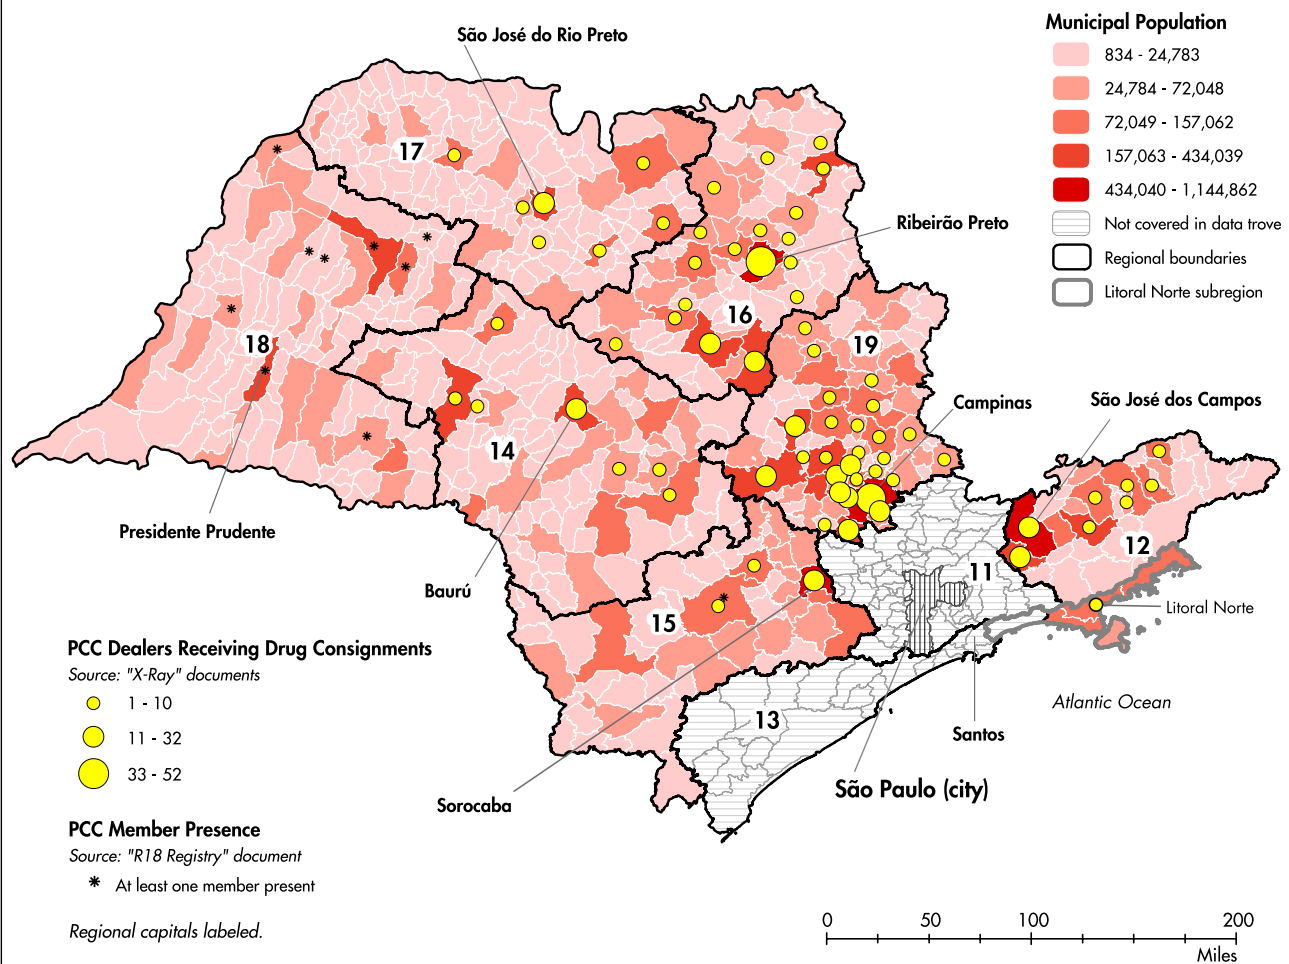 São José do Rio Preto
Municipal Population
834 - 24,783
24,784 - 72,048
72,049 - 157,062
157,063 - 434,039
434,040 - 1,144,862
Not covered in data trove
Regional boundaries
Litoral Norte subregion
17
Ribeirão Preto
16
19
18
Campinas
São José dos Campos
14
Presidente Prudente
12
11
Baurú
Litoral Norte
15
PCC Dealers Receiving Drug Consignments
Source: "X-Ray" documents
1 - 10
11 - 32
33 - 52
Atlantic Ocean
13
Santos
São Paulo (city)
Sorocaba
PCC Member Presence
Source: "R18 Registry" document
* At least one member present
Regional capitals labeled.
0 50 100 200
Miles